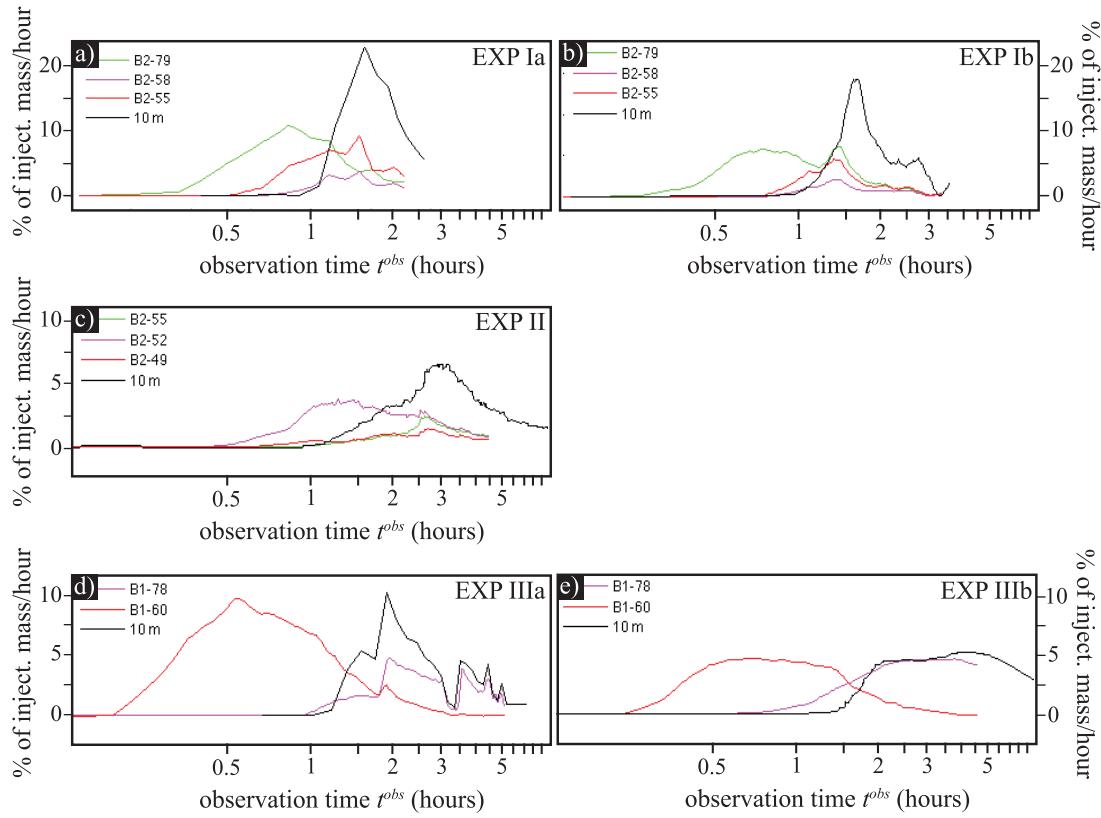 a)
EXP Ia
B2-79
B2-58
B2-55
10 m
20
10
0
% of inject. mass/hour
0.5 1 2 3 5
observation time t^obs (hours)
b)
EXP Ib
B2-79
B2-58
B2-55
10 m
20
10
0
% of inject. mass/hour
0.5 1 2 3 5
observation time t^obs (hours)
c)
EXP II
B2-55
B2-52
B2-49
10 m
10
5
0
% of inject. mass/hour
0.5 1 2 3 5
observation time t^obs (hours)
d)
EXP IIIa
B1-78
B1-60
10 m
10
5
0
% of inject. mass/hour
0.5 1 2 3 5
observation time t^obs (hours)
e)
EXP IIIb
B1-78
B1-60
10 m
10
5
0
% of inject. mass/hour
0.5 1 2 3 5
observation time t^obs (hours)